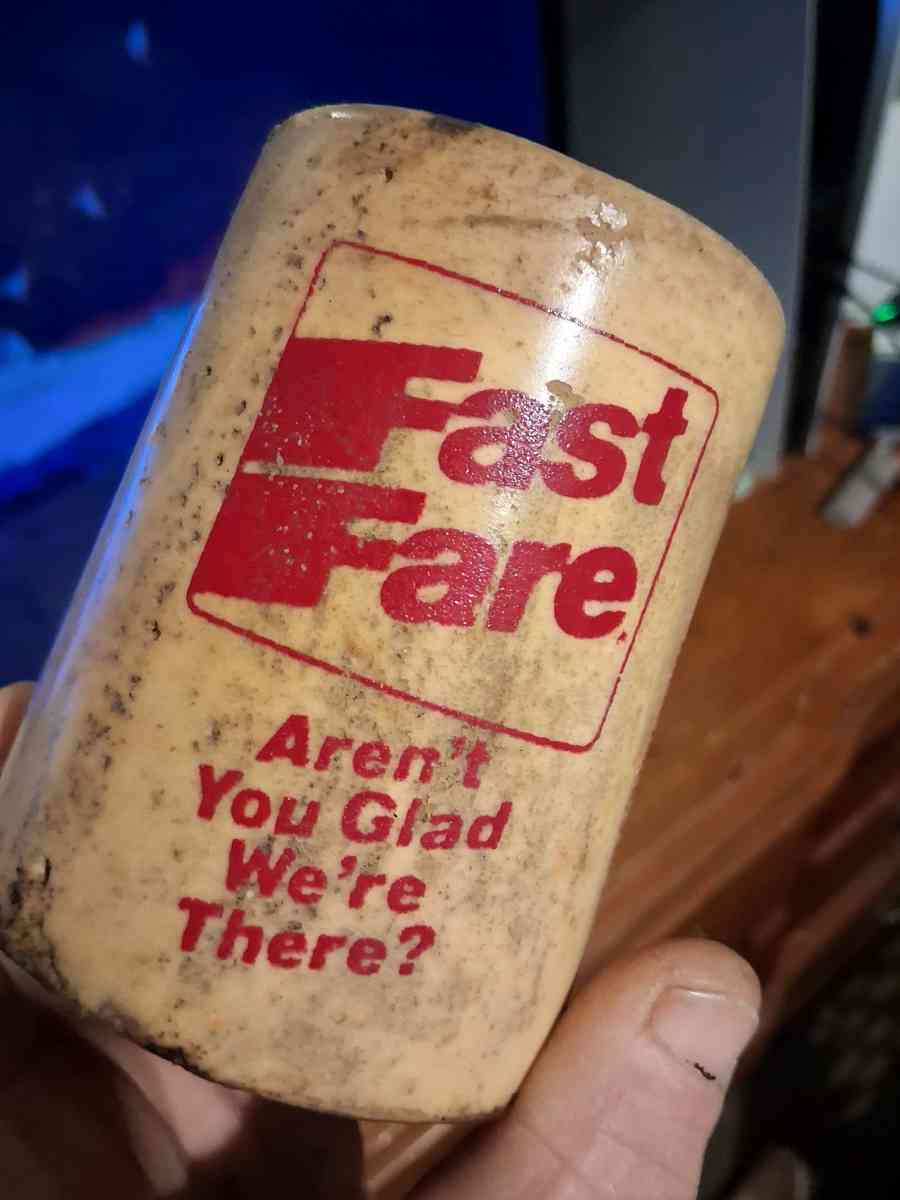 Fast
Fare.
Aren't
You Glad
We're
There?